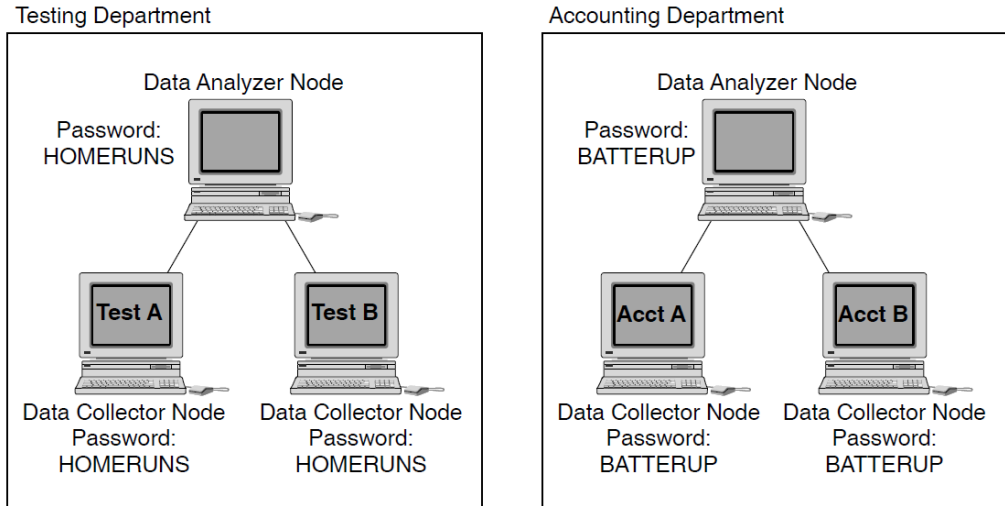 Testing Department
Data Analyzer Node
Password:
HOMERUNS
Test A
Test B
Data Collector Node
Password:
HOMERUNS
Data Collector Node
Password:
HOMERUNS
Accounting Department
Data Analyzer Node
Password:
BATTERUP
Acct A
Acct B
Data Collector Node
Password:
BATTERUP
Data Collector Node
Password:
BATTERUP